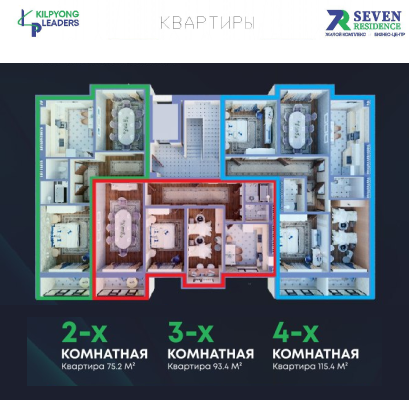 KILPYONG
LEADERS
КВАРТИРЫ
7R SEVEN
RESIDENCE
ЖИЛОЙ КОМПЛЕКС БИЗНЕС-ЦЕНТР
2-х
КОМНАТНАЯ
Квартира 75.2 М²
3-х
КОМНАТНАЯ
Квартира 93.4 М²
4-х
КОМНАТНАЯ
Квартира 115.4 М²